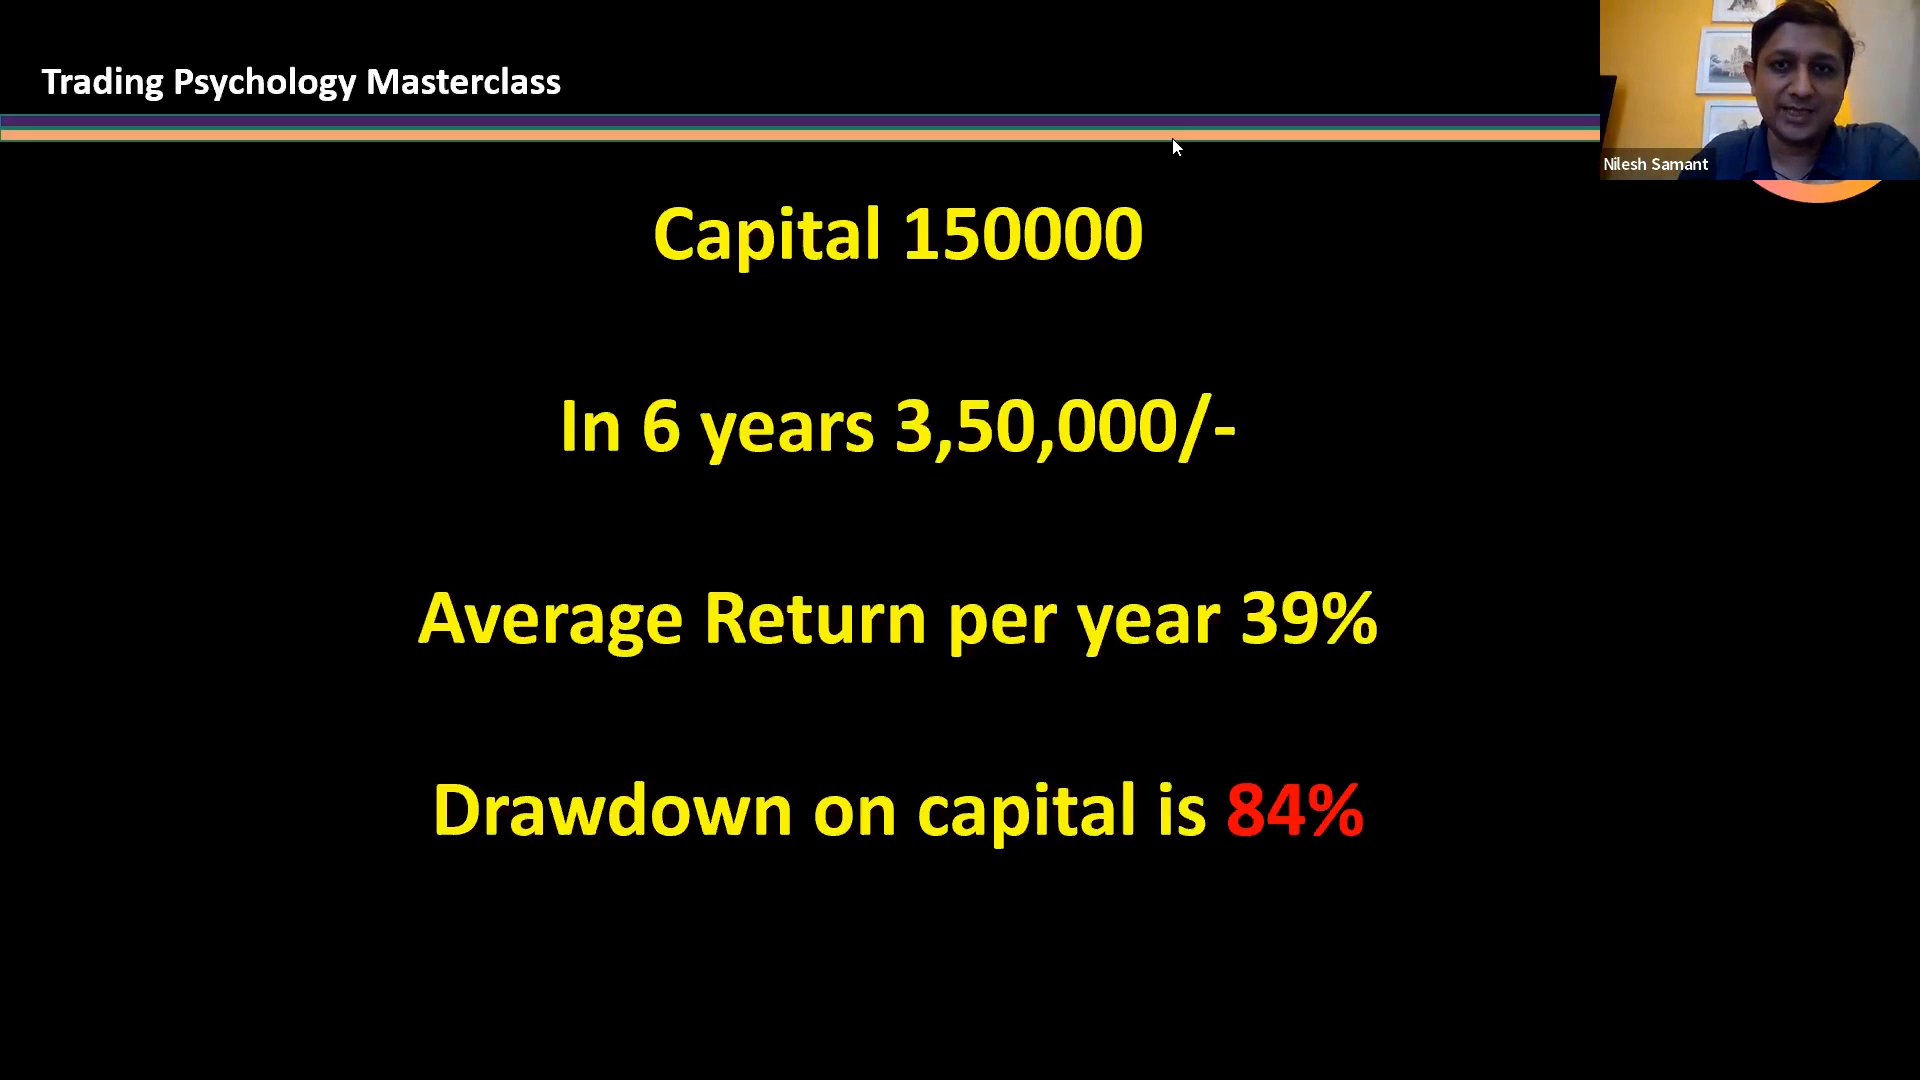 Trading Psychology Masterclass
Nilesh Samant
Capital 150000
In 6 years 3,50,000/-
Average Return per year 39%
Drawdown on capital is 84%